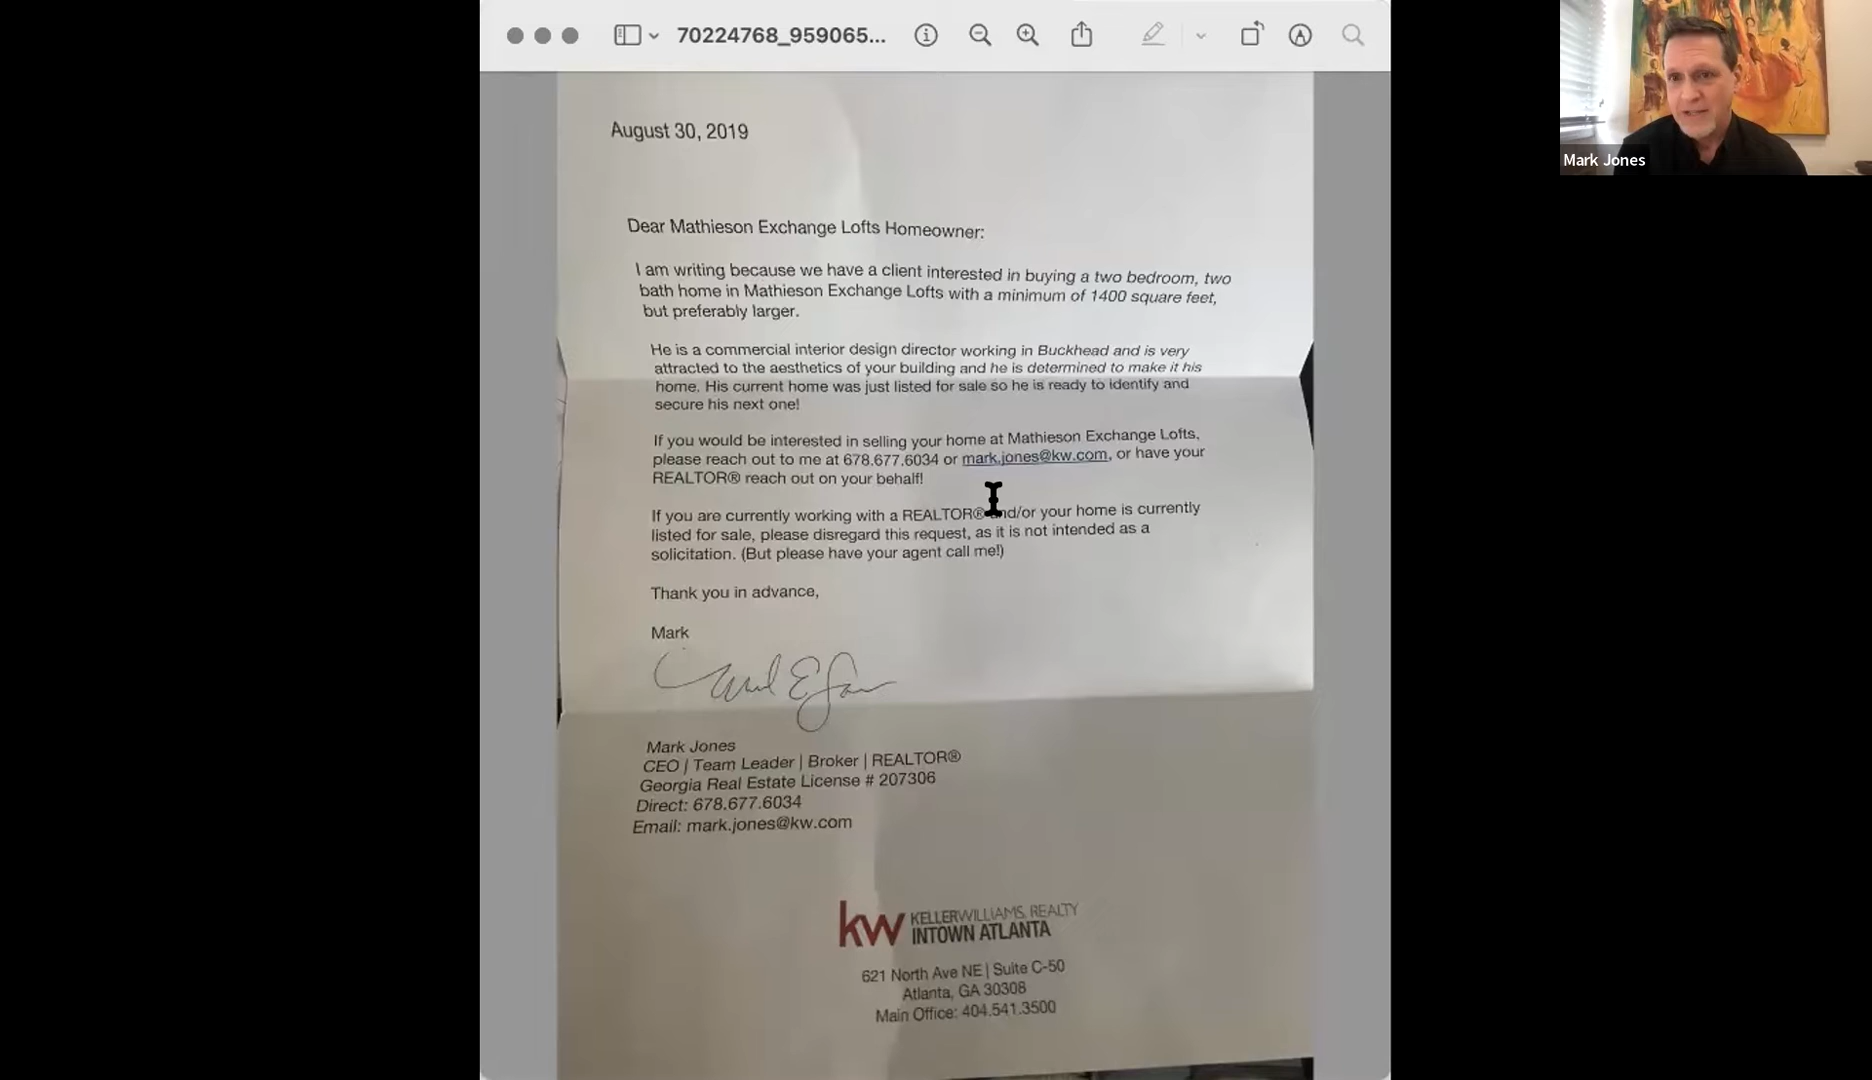 70224768_959065...
Mark Jones
August 30, 2019
Dear Mathieson Exchange Lofts Homeowner:
I am writing because we have a client interested in buying a two bedroom, two
bath home in Mathieson Exchange Lofts with a minimum of 1400 square feet,
but preferably larger.
He is a commercial interior design director working in Buckhead and is very
attracted to the aesthetics of your building and he is determined to make it his
home. His current home was just listed for sale so he is ready to identify and
secure his next one!
If you would be interested in selling your home at Mathieson Exchange Lofts,
please reach out to me at 678.677.6034 or mark.jones@kw.com, or have your
REALTOR® reach out on your behalf!
If you are currently working with a REALTOR® and/or your home is currently
listed for sale, please disregard this request, as it is not intended as a
solicitation. (But please have your agent call me!)
Thank you in advance,
Mark
Mark Jones
CEO | Team Leader | Broker | REALTOR®
Georgia Real Estate License # 207306
Direct: 678.677.6034
Email: mark.jones@kw.com
kw KELLERWILLIAMS. REALTY
INTOWN ATLANTA
621 North Ave NE | Suite C-50
Atlanta, GA 30308
Main Office: 404.541.3500